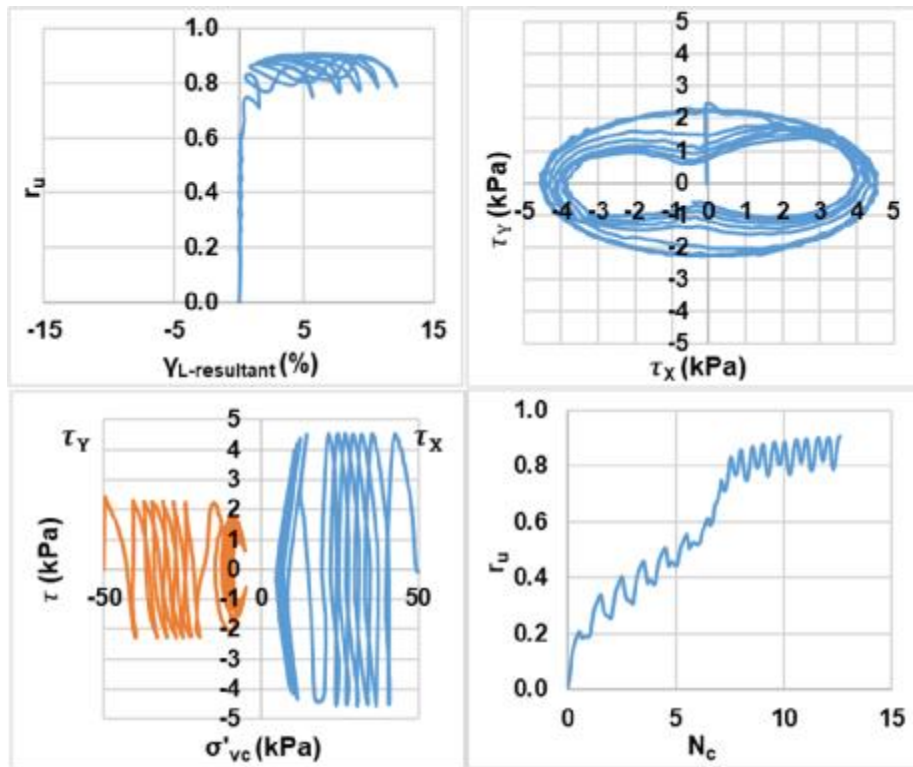 1.0
0.8
0.6
0.4
0.2
0.0
-15 -5 5 15
r_u
γ_L-resultant (%)
5
4
3
2
1
0
-5 -4 -3 -2 -1 0 1 2 3 4 5
-1
-2
-3
-4
-5
τ_Y (kPa)
τ_X (kPa)
τ_Y τ_X
5
4
3
2
1
0
-1
-2
-3
-4
-5
-50 0 50
τ (kPa)
σ'_vc (kPa)
1.0
0.8
0.6
0.4
0.2
0.0
0 5 10 15
r_u
N_c